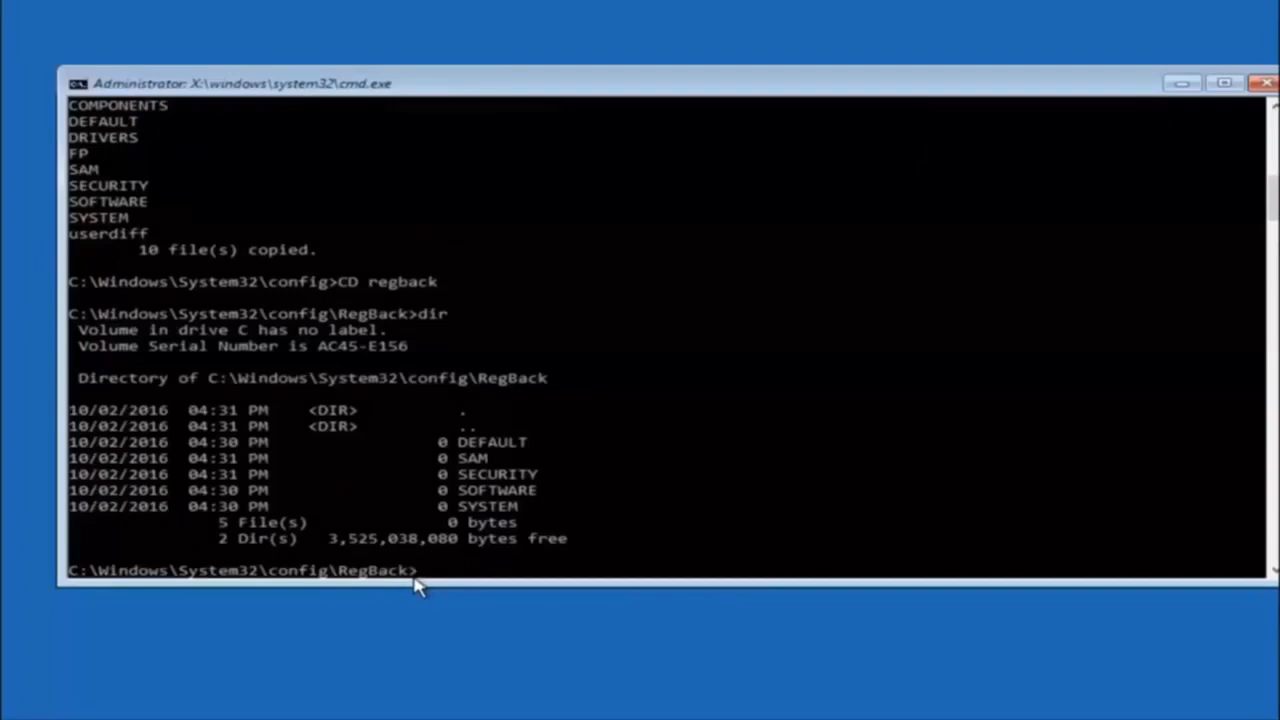 Administrator: X:\windows\system32\cmd.exe
COMPONENTS
DEFAULT
DRIVERS
FP
SAM
SECURITY
SOFTWARE
SYSTEM
userdiff
10 file(s) copied.
C:\Windows\System32\config>CD regback
C:\Windows\System32\config\RegBack>dir
Volume in drive C has no label.
Volume Serial Number is AC45-E156
Directory of C:\Windows\System32\config\RegBack
10/02/2016 04:31 PM <DIR> .
10/02/2016 04:31 PM <DIR> ..
10/02/2016 04:30 PM 0 DEFAULT
10/02/2016 04:31 PM 0 SAM
10/02/2016 04:31 PM 0 SECURITY
10/02/2016 04:30 PM 0 SOFTWARE
10/02/2016 04:30 PM 0 SYSTEM
5 File(s) 0 bytes
2 Dir(s) 3,525,038,080 bytes free
C:\Windows\System32\config\RegBack>